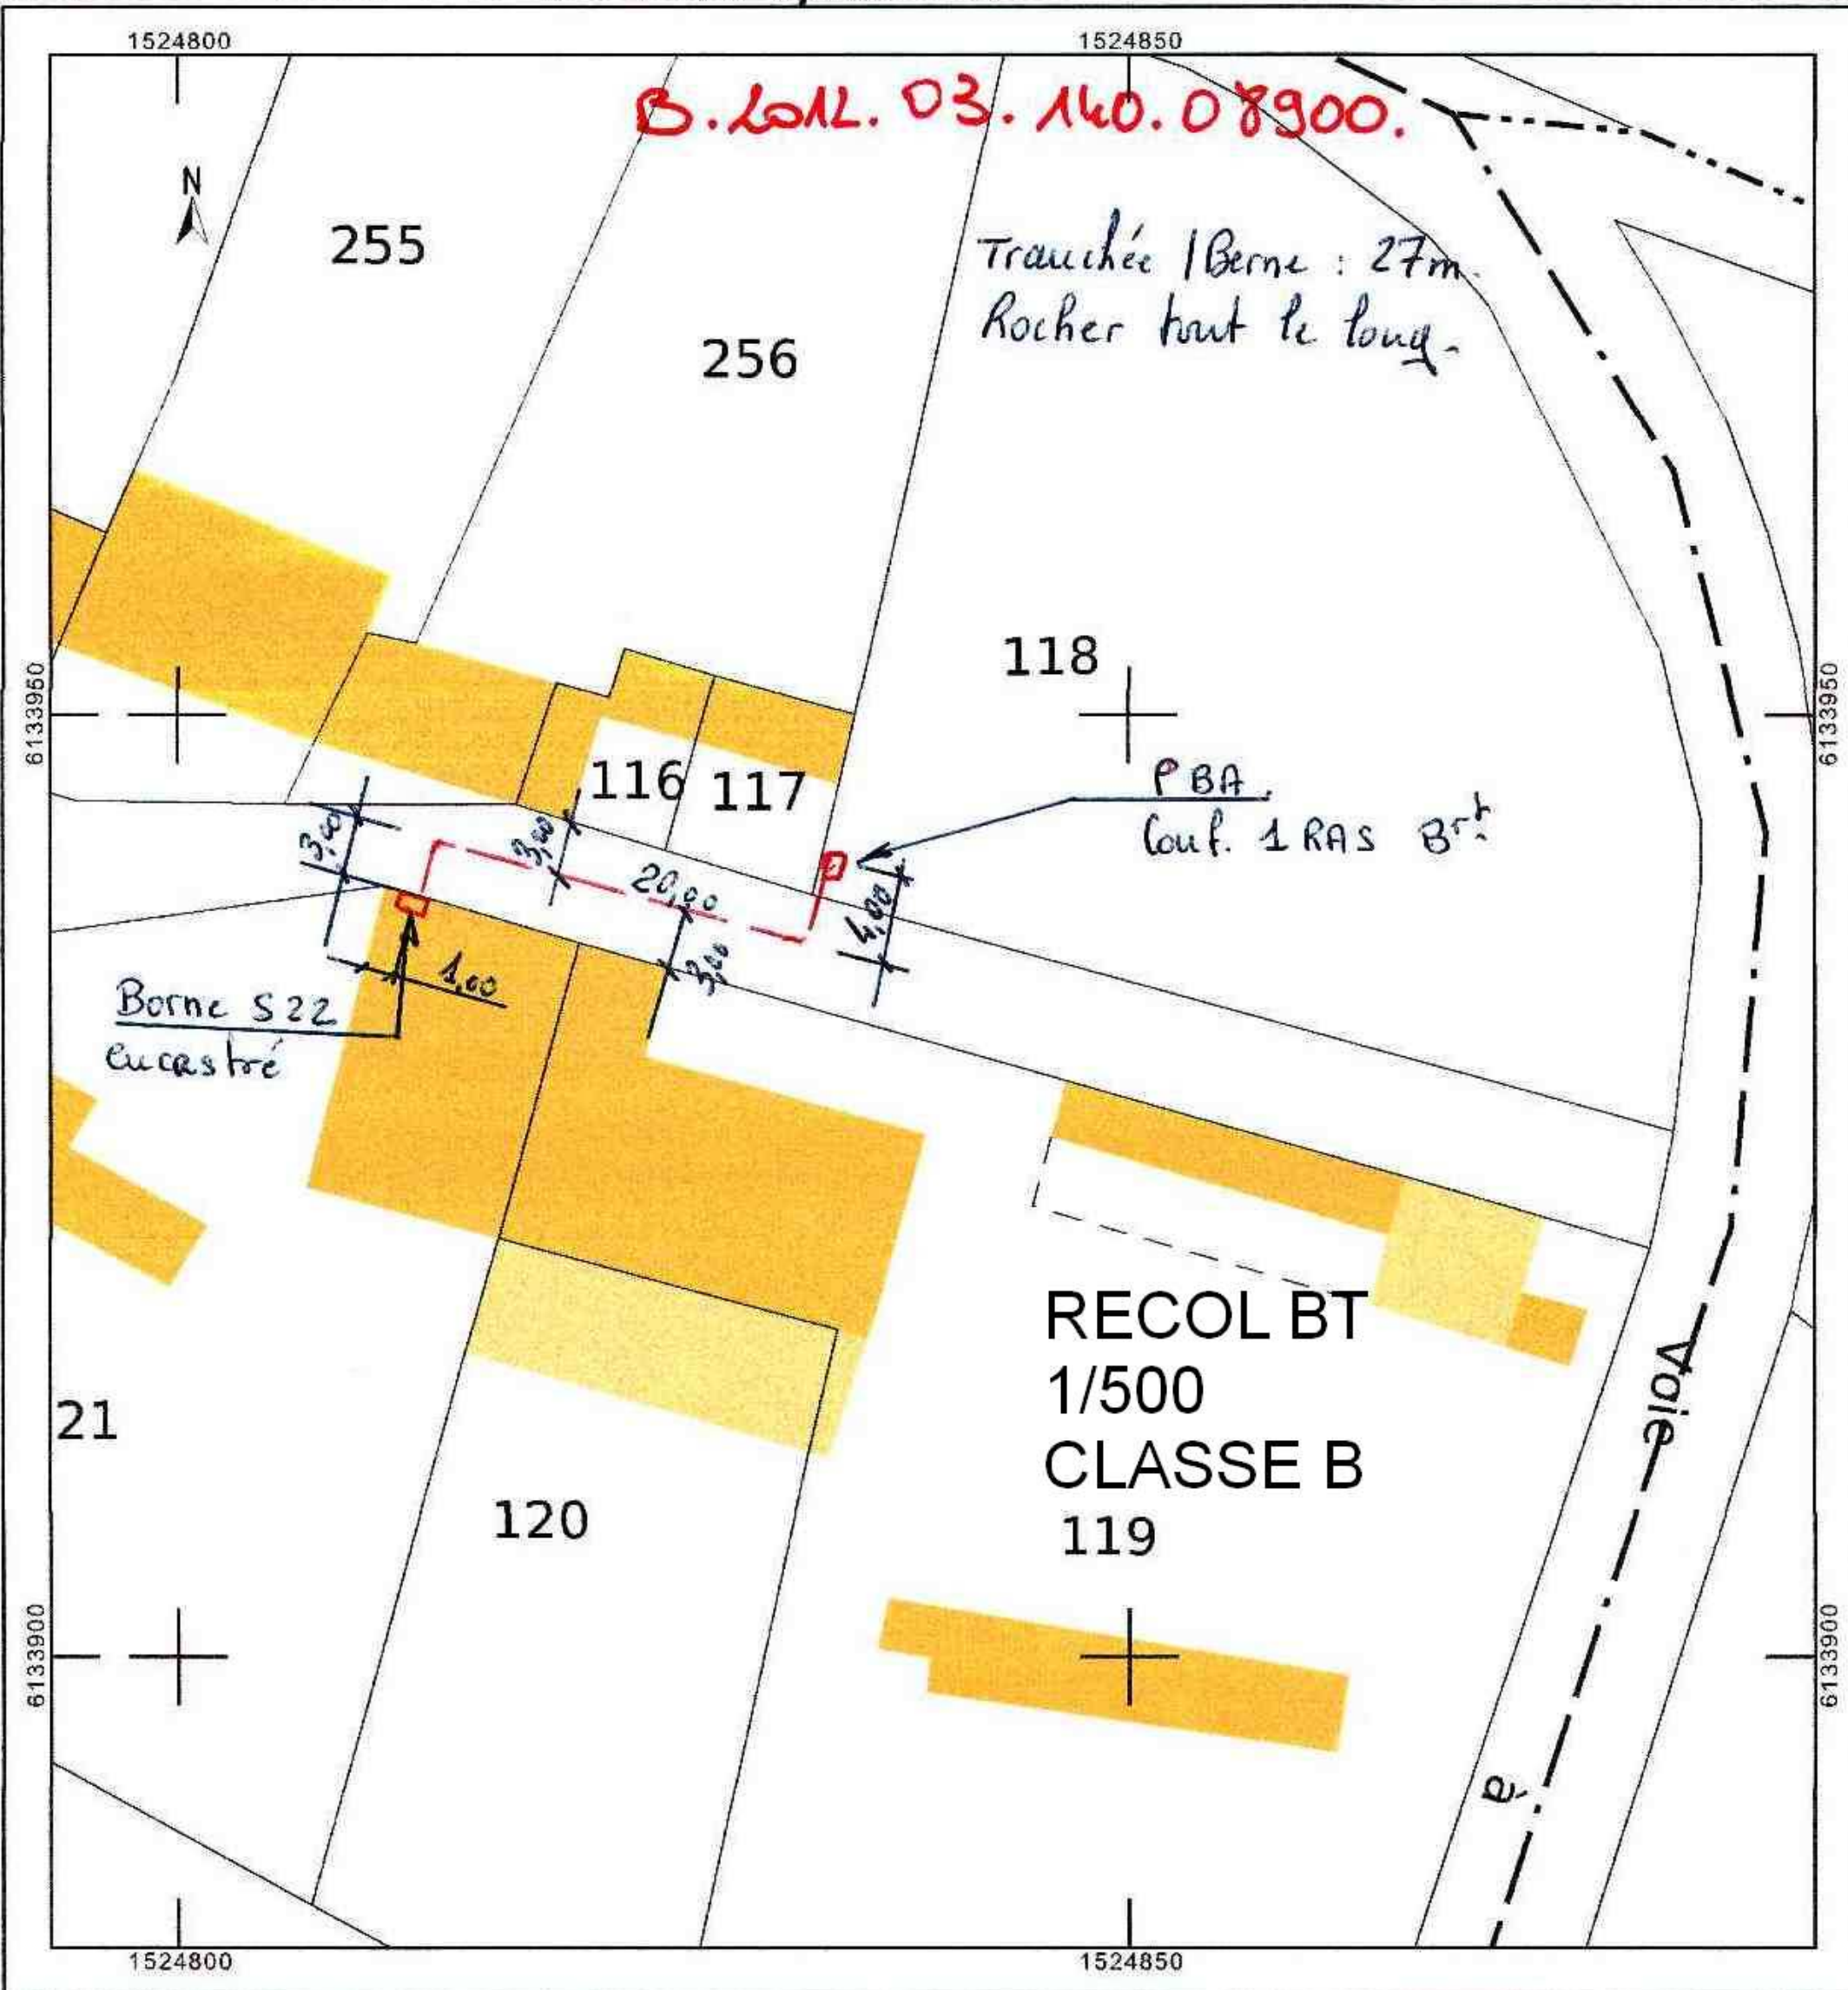 1524800
1524850
B.2012.03.140.08900.
N
255
Tranchée / Berne : 27m.
Rocher tout le long.
256
6133950
118
6133950
116
117
PBA.
Conf. 1 RAS Brt
3,00
3,00
20,00
4,00
3,00
1,00
Borne S22
encastré
RECOL BT
1/500
CLASSE B
Voie
21
120
119
6133900
6133900
à
1524800
1524850